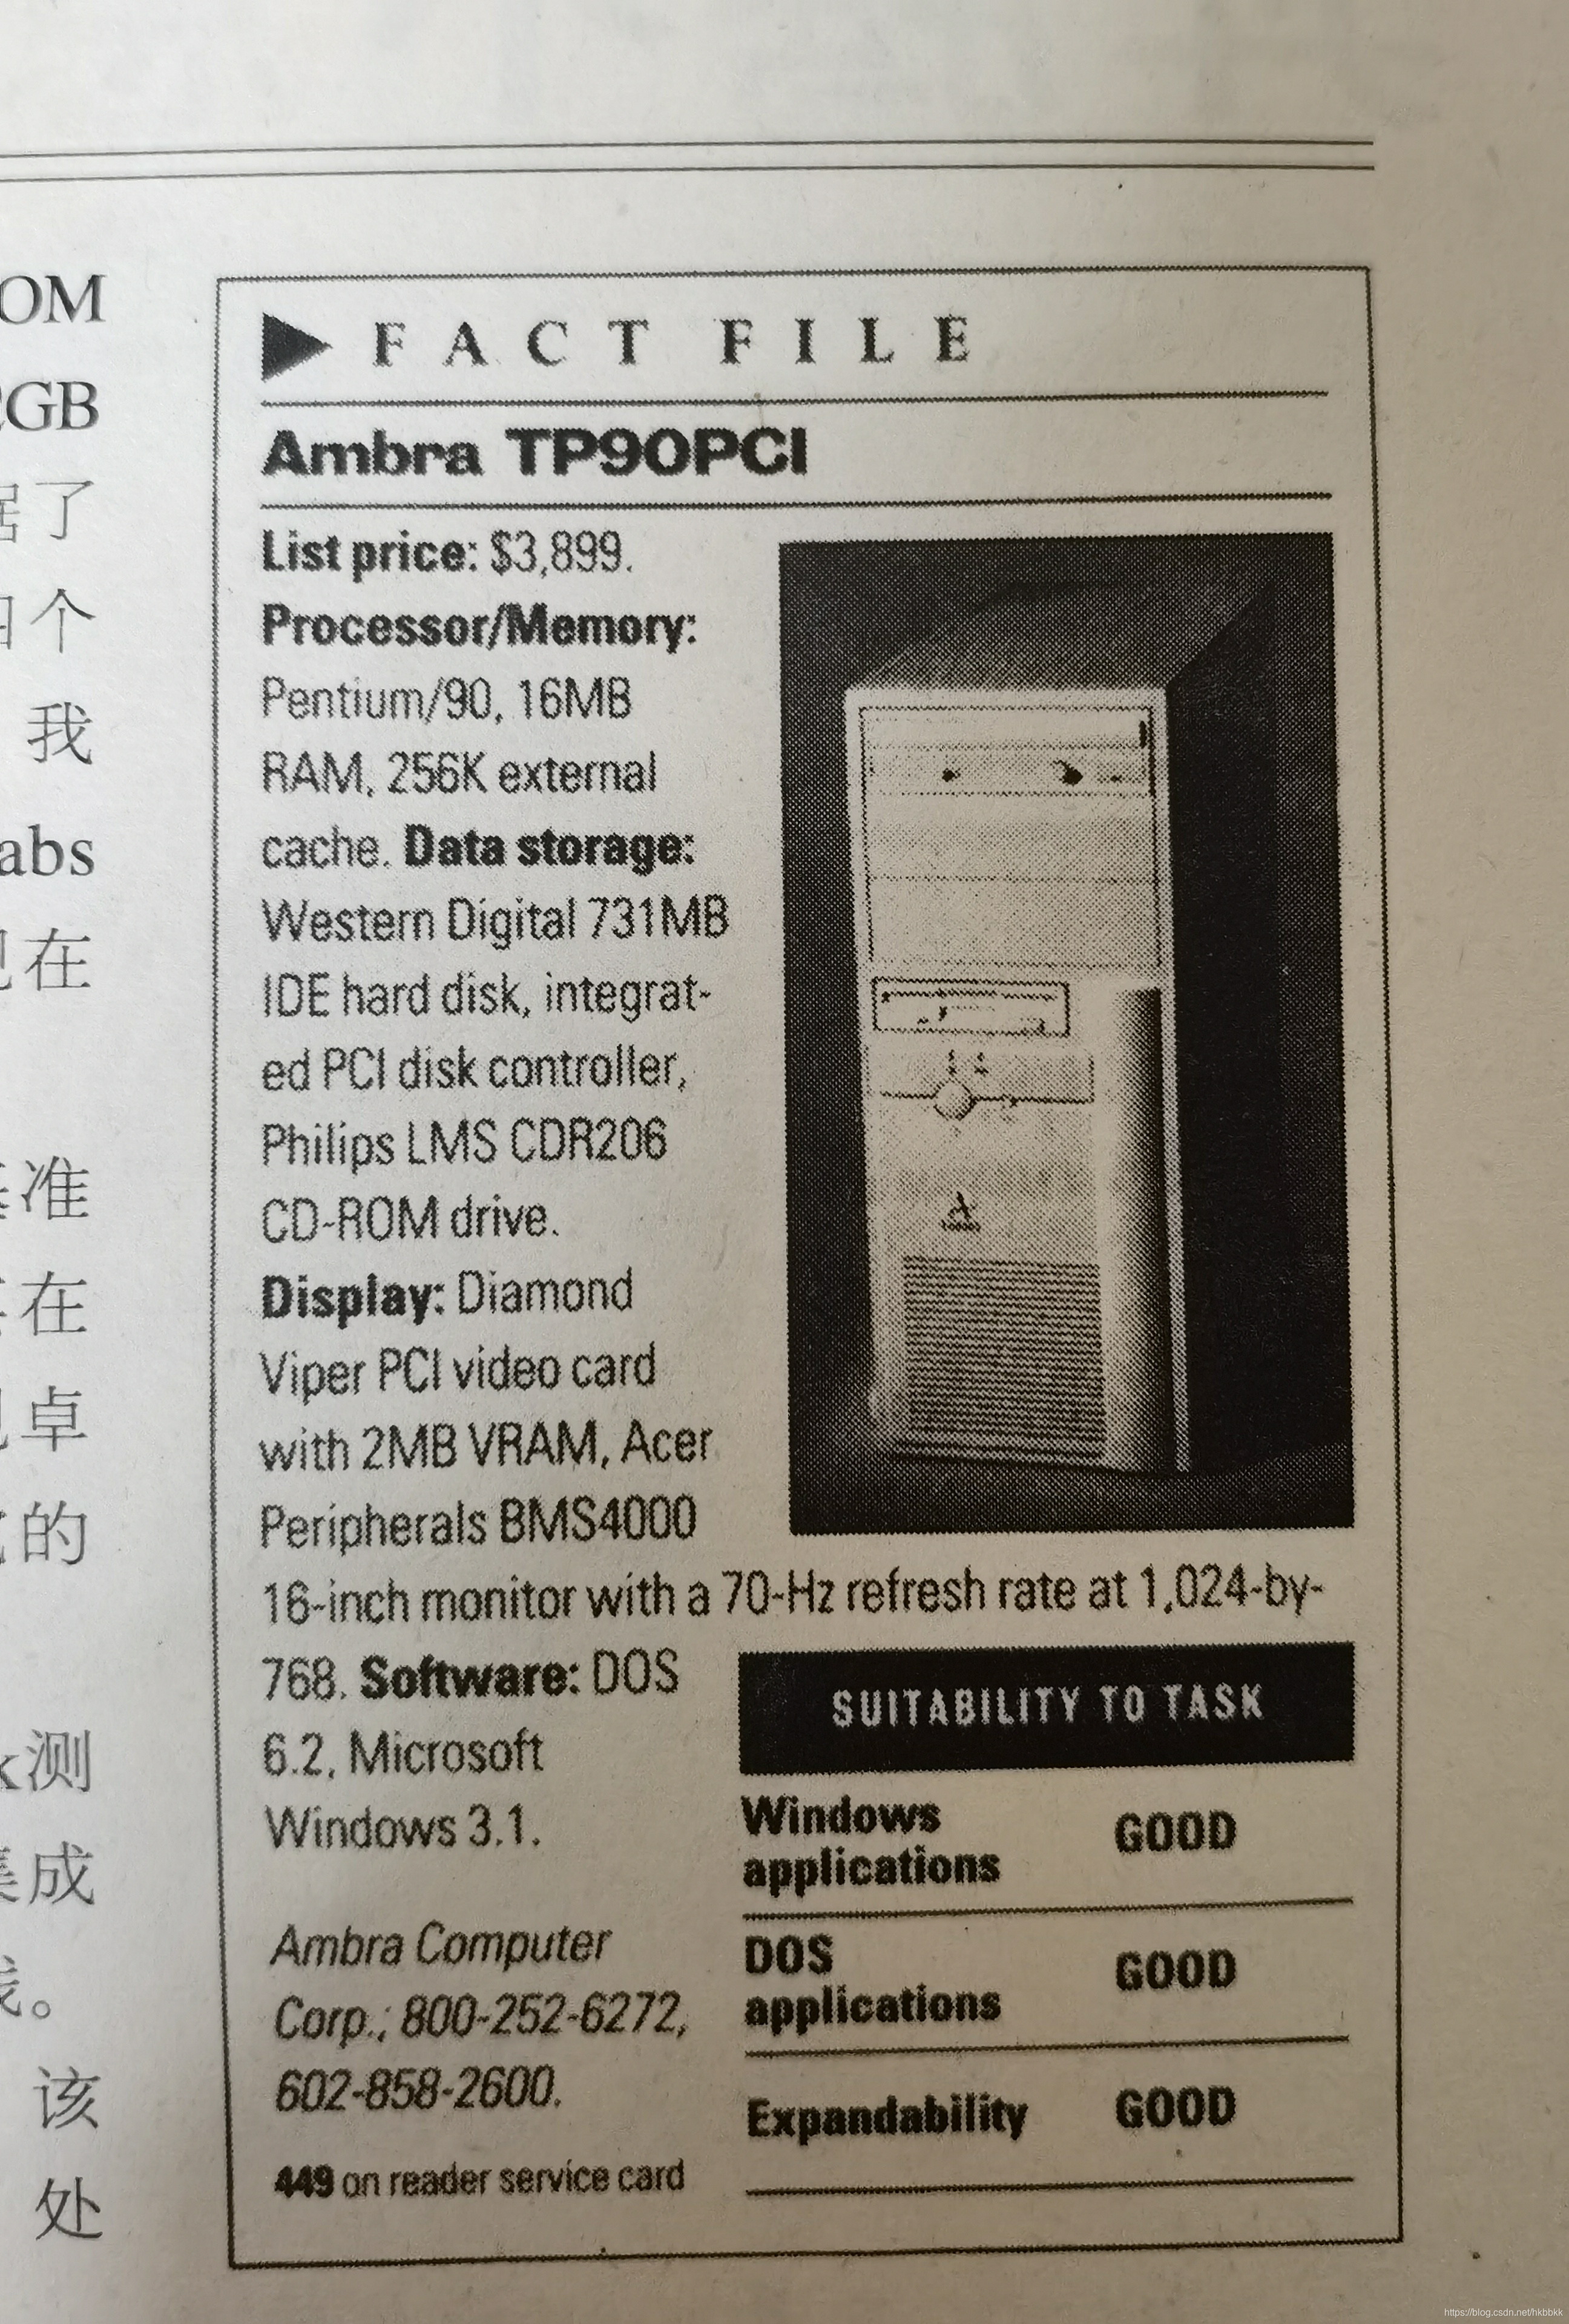 OM
GB
了
个
我
abs
在
准
在
卓
的
测
成
。
该
处
FACT FILE
Ambra TP90PCI
List price: $3,899.
Processor/Memory:
Pentium/90, 16MB
RAM, 256K external
cache. Data storage:
Western Digital 731MB
IDE hard disk, integrat-
ed PCI disk controller,
Philips LMS CDR206
CD-ROM drive.
Display: Diamond
Viper PCI video card
with 2MB VRAM, Acer
Peripherals BMS4000
16-inch monitor with a 70-Hz refresh rate at 1,024-by-
768. Software: DOS
6.2, Microsoft
Windows 3.1.
Ambra Computer
Corp.; 800-252-6272,
602-858-2600.
449 on reader service card
SUITABILITY TO TASK
Windows
applications GOOD
DOS
applications GOOD
Expandability GOOD
https://blog.csdn.net/hkbbkk